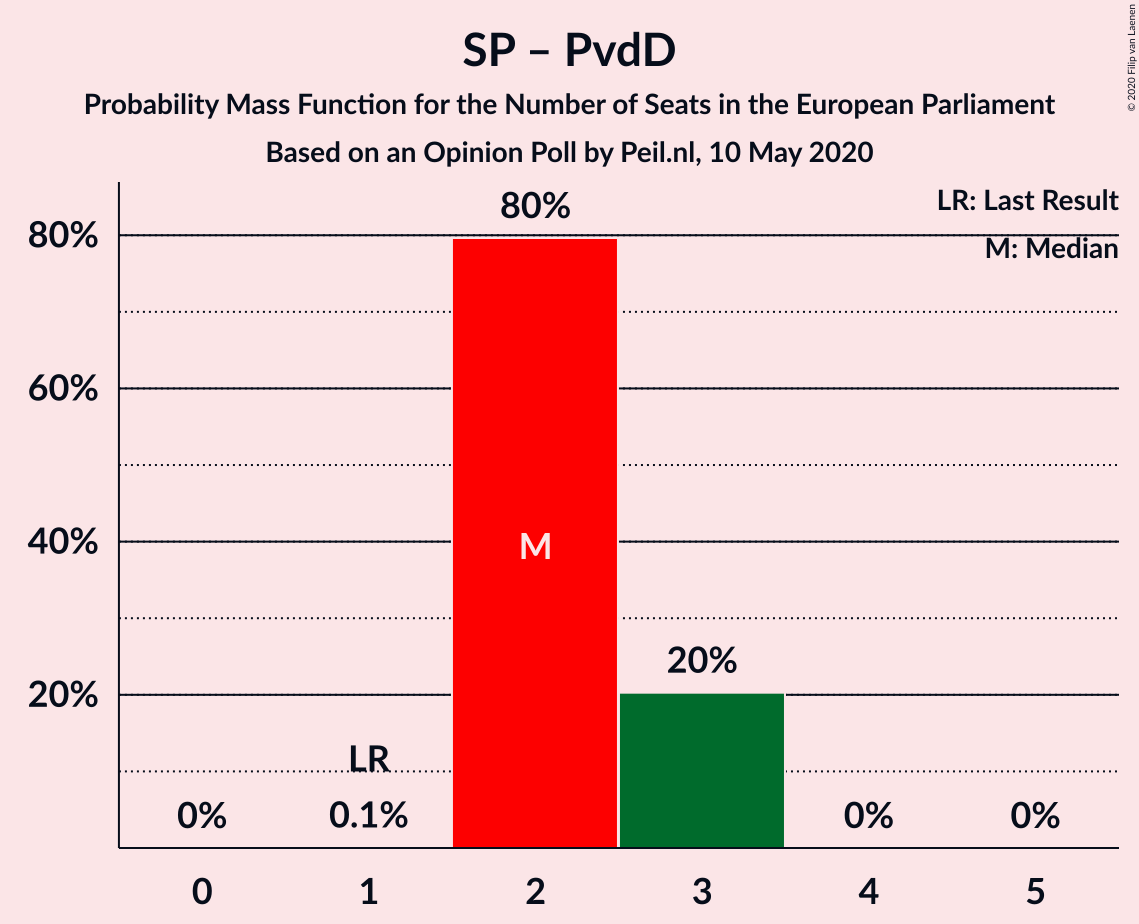 SP – PvdD
Probability Mass Function for the Number of Seats in the European Parliament
Based on an Opinion Poll by Peil.nl, 10 May 2020
© 2020 Filip van Laenen
LR: Last Result
M: Median
80%
80%
60%
40%
20%
M
20%
LR
0%
0.1%
0%
0%
0
1
2
3
4
5